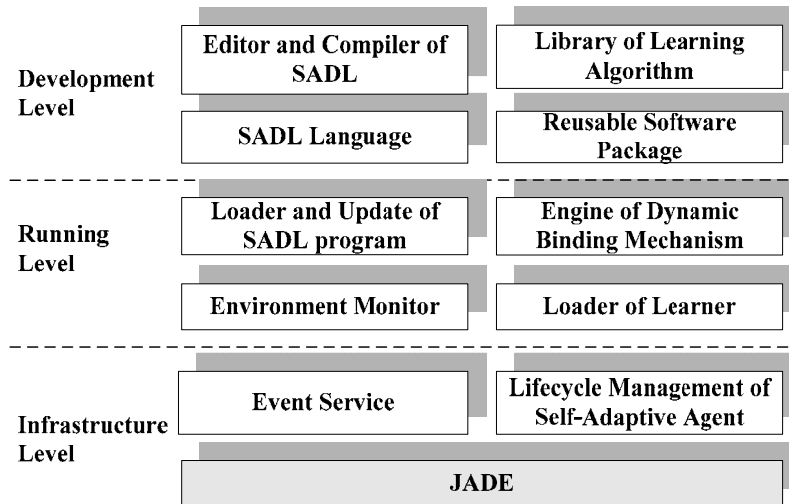 Development
Level
Editor and Compiler of
SADL
Library of Learning
Algorithm
SADL Language
Reusable Software
Package
Running
Level
Loader and Update of
SADL program
Engine of Dynamic
Binding Mechanism
Environment Monitor
Loader of Learner
Infrastructure
Level
Event Service
Lifecycle Management of
Self-Adaptive Agent
JADE